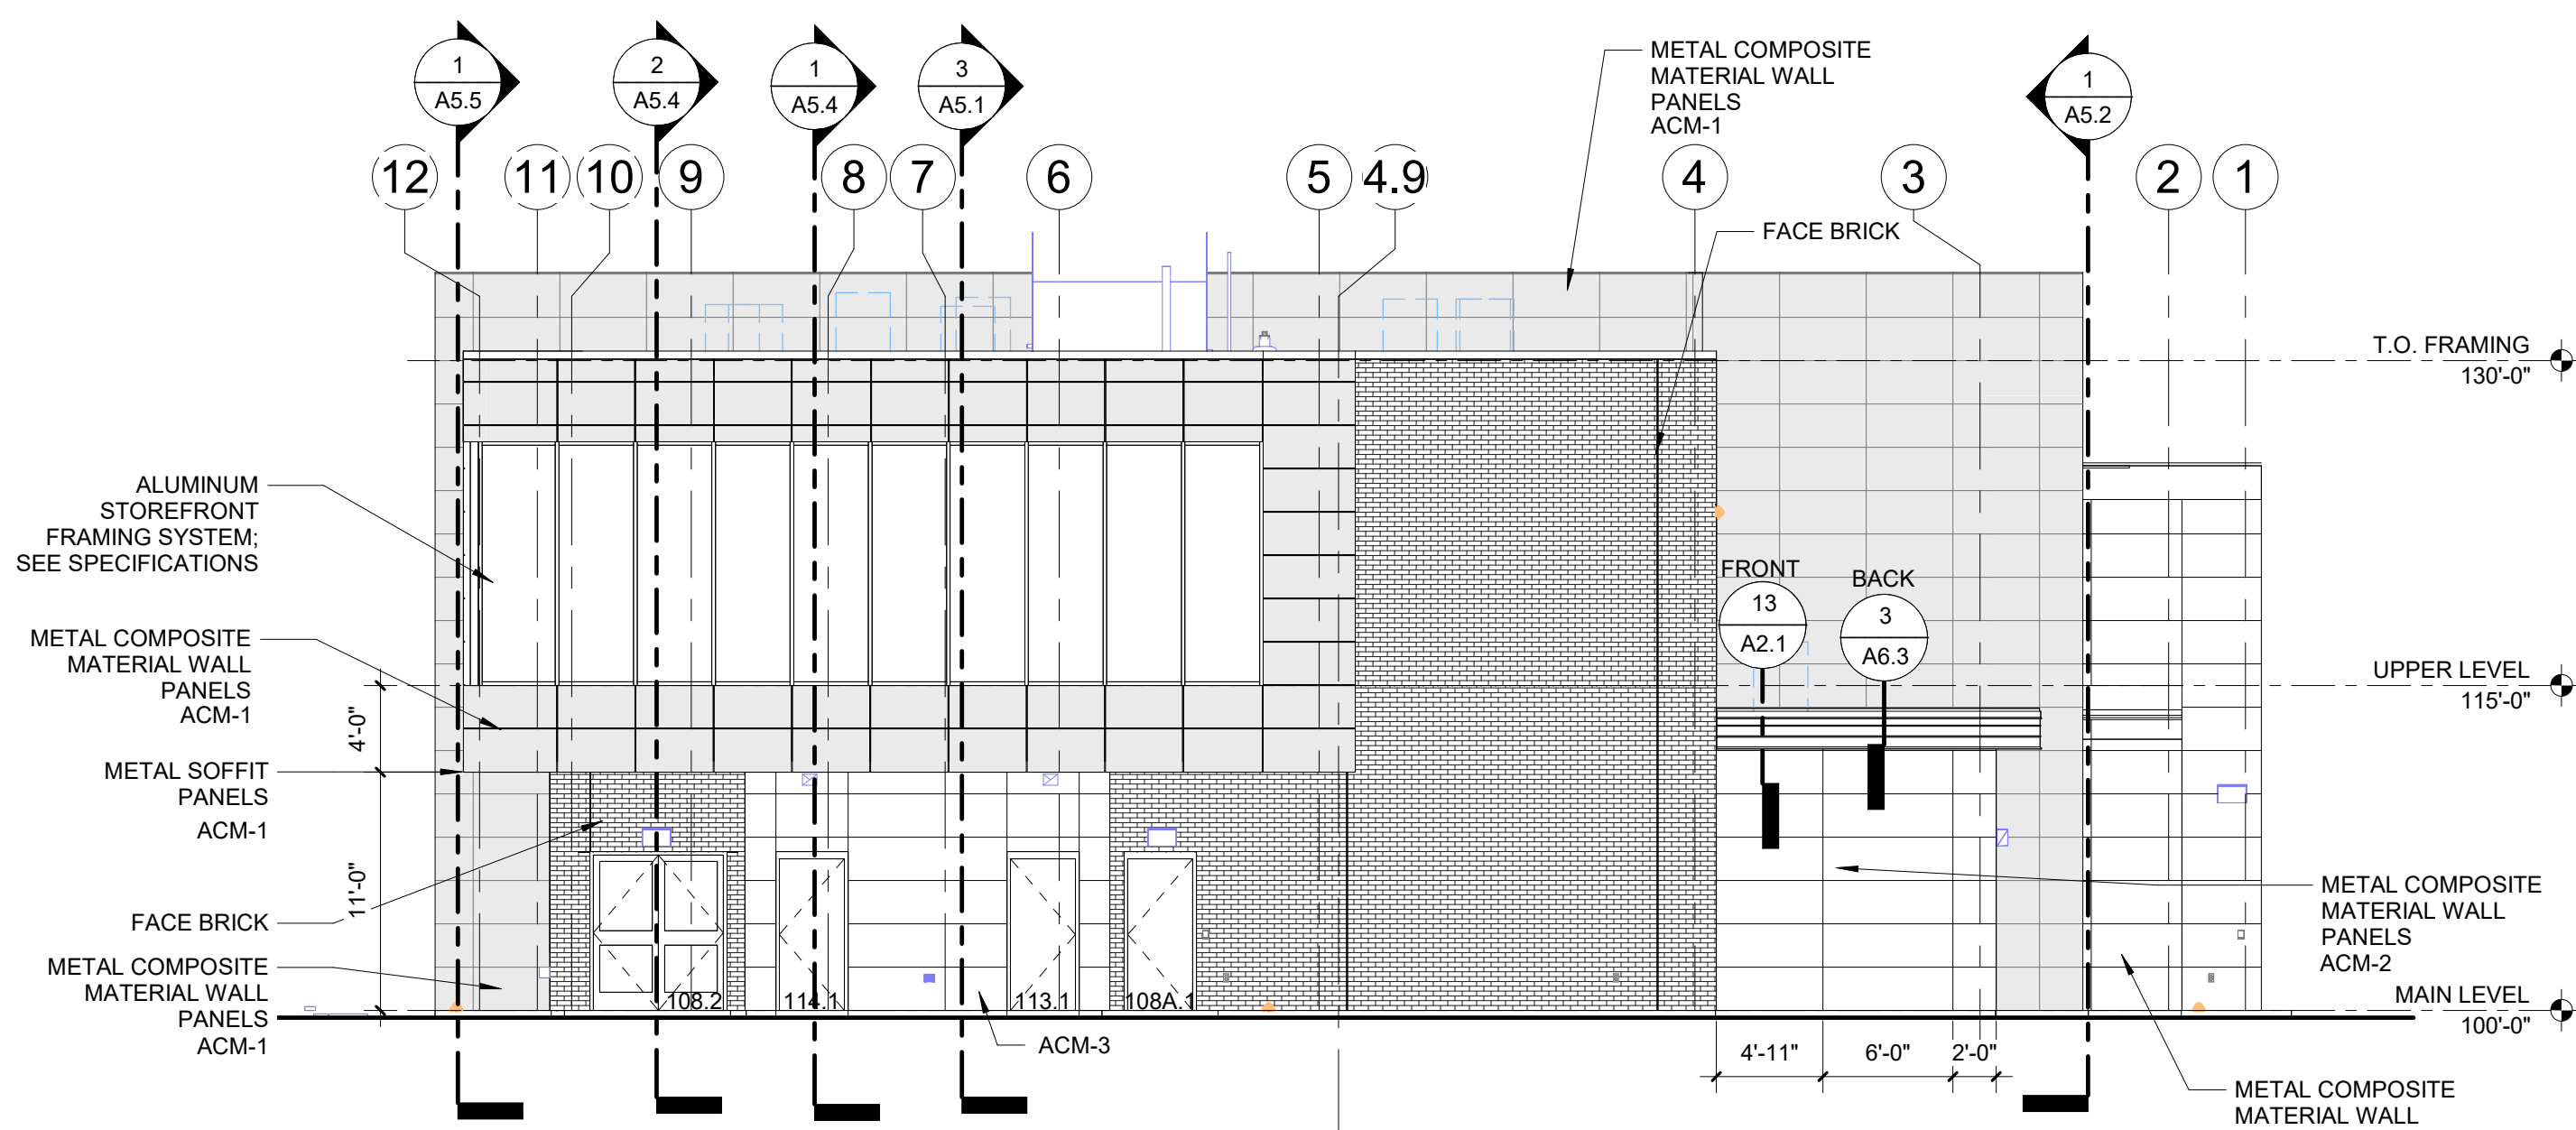 1
A5.5
2
A5.4
1
A5.4
3
A5.1
METAL COMPOSITE
MATERIAL WALL
PANELS
ACM-1
1
A5.2
12
11
10
9
8
7
6
5
4.9
4
3
2
1
FACE BRICK
T.O. FRAMING
130'-0"
ALUMINUM
STOREFRONT
FRAMING SYSTEM;
SEE SPECIFICATIONS
FRONT
13
A2.1
BACK
3
A6.3
METAL COMPOSITE
MATERIAL WALL
PANELS
ACM-1
UPPER LEVEL
115'-0"
4'-0"
METAL SOFFIT
PANELS
ACM-1
11'-0"
FACE BRICK
METAL COMPOSITE
MATERIAL WALL
PANELS
ACM-1
108.2
114.1
113.1
108A.1
ACM-3
METAL COMPOSITE
MATERIAL WALL
PANELS
ACM-2
MAIN LEVEL
100'-0"
4'-11"
6'-0"
2'-0"
METAL COMPOSITE
MATERIAL WALL